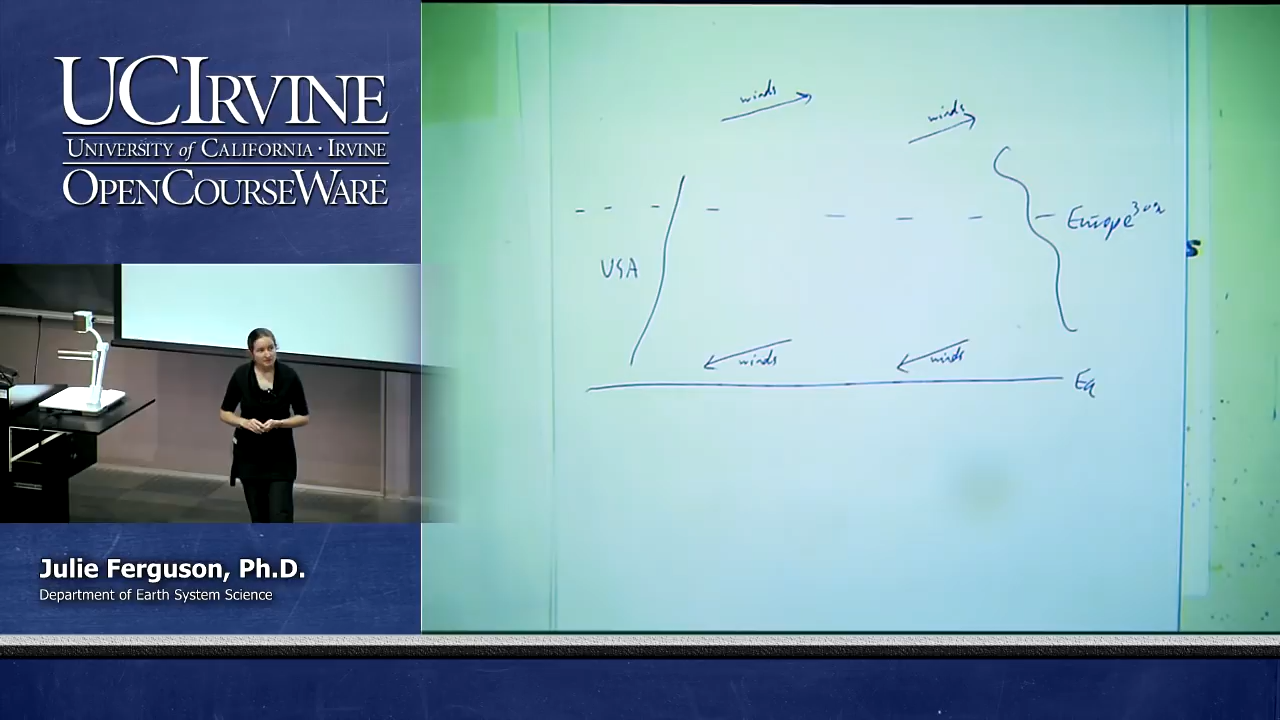 UCIRVINE
UNIVERSITY of CALIFORNIA · IRVINE
OPENCOURSEWARE
winds
winds
Europe
USA
winds
winds
Eq
Julie Ferguson, Ph.D.
Department of Earth System Science